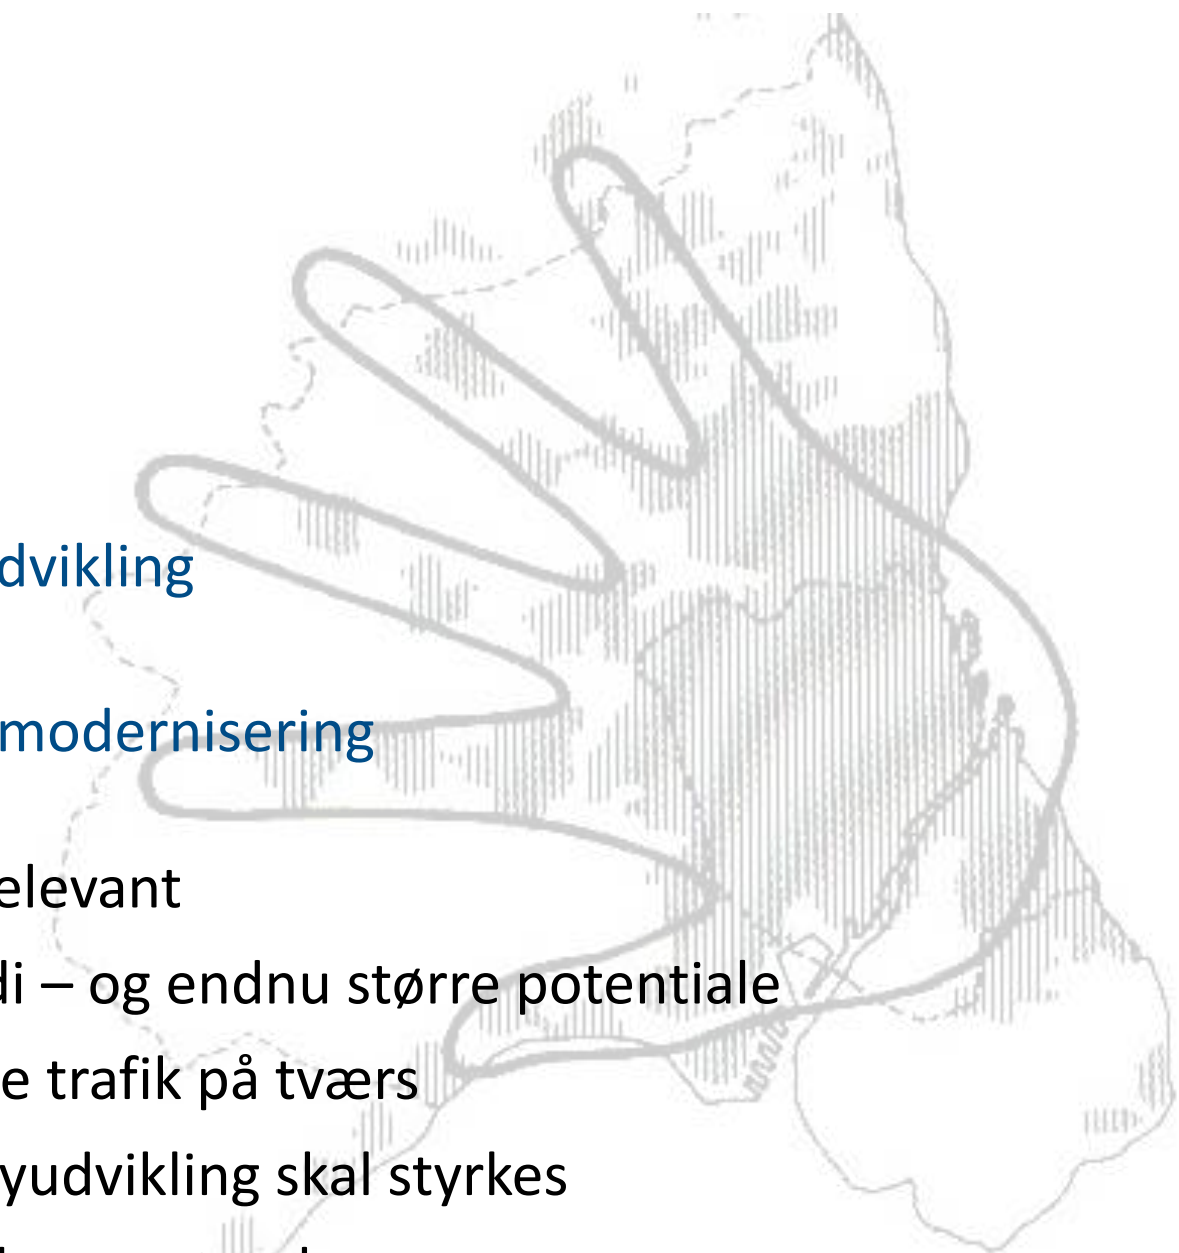 dvikling
modernisering
elevant
di – og endnu større potentiale
e trafik på tværs
yudvikling skal styrkes